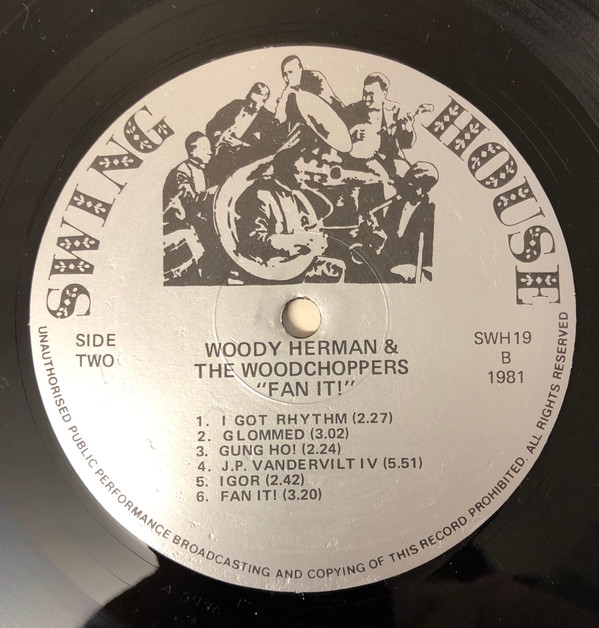 SWING HOUSE
SIDE
TWO
SWH19
B
1981
WOODY HERMAN &
THE WOODCHOPPERS
"FAN IT!"
1. I GOT RHYTHM (2.27)
2. GLOMMED (3.02)
3. GUNG HO! (2.24)
4. J.P. VANDERVILT IV (5.51)
5. IGOR (2.42)
6. FAN IT! (3.20)
UNAUTHORISED PUBLIC PERFORMANCE BROADCASTING AND COPYING OF THIS RECORD PROHIBITED. ALL RIGHTS RESERVED